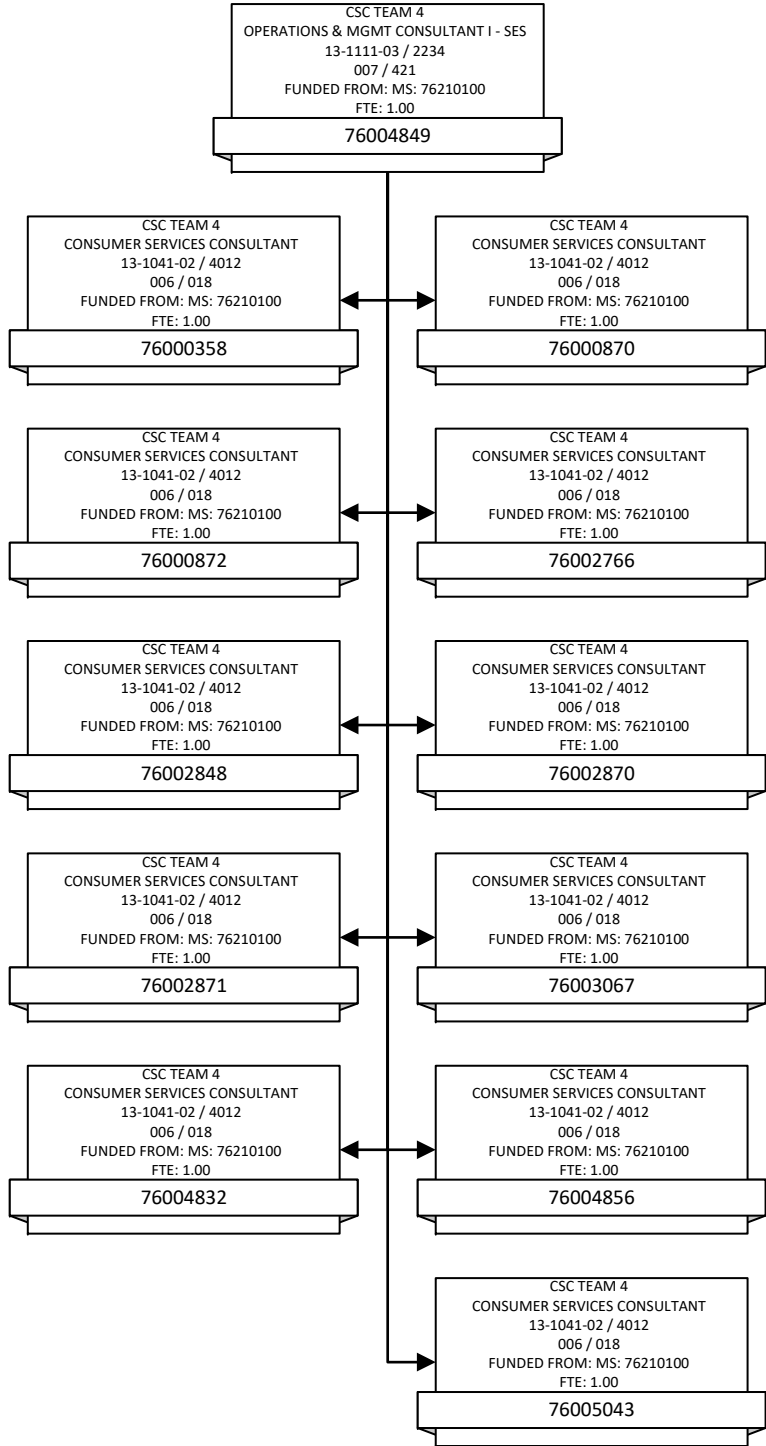 CSC TEAM 4
OPERATIONS & MGMT CONSULTANT I - SES
13-1111-03 / 2234
007 / 421
FUNDED FROM: MS: 76210100
FTE: 1.00
76004849
CSC TEAM 4
CONSUMER SERVICES CONSULTANT
13-1041-02 / 4012
006 / 018
FUNDED FROM: MS: 76210100
FTE: 1.00
76000358
CSC TEAM 4
CONSUMER SERVICES CONSULTANT
13-1041-02 / 4012
006 / 018
FUNDED FROM: MS: 76210100
FTE: 1.00
76000870
CSC TEAM 4
CONSUMER SERVICES CONSULTANT
13-1041-02 / 4012
006 / 018
FUNDED FROM: MS: 76210100
FTE: 1.00
76000872
CSC TEAM 4
CONSUMER SERVICES CONSULTANT
13-1041-02 / 4012
006 / 018
FUNDED FROM: MS: 76210100
FTE: 1.00
76002766
CSC TEAM 4
CONSUMER SERVICES CONSULTANT
13-1041-02 / 4012
006 / 018
FUNDED FROM: MS: 76210100
FTE: 1.00
76002848
CSC TEAM 4
CONSUMER SERVICES CONSULTANT
13-1041-02 / 4012
006 / 018
FUNDED FROM: MS: 76210100
FTE: 1.00
76002870
CSC TEAM 4
CONSUMER SERVICES CONSULTANT
13-1041-02 / 4012
006 / 018
FUNDED FROM: MS: 76210100
FTE: 1.00
76002871
CSC TEAM 4
CONSUMER SERVICES CONSULTANT
13-1041-02 / 4012
006 / 018
FUNDED FROM: MS: 76210100
FTE: 1.00
76003067
CSC TEAM 4
CONSUMER SERVICES CONSULTANT
13-1041-02 / 4012
006 / 018
FUNDED FROM: MS: 76210100
FTE: 1.00
76004832
CSC TEAM 4
CONSUMER SERVICES CONSULTANT
13-1041-02 / 4012
006 / 018
FUNDED FROM: MS: 76210100
FTE: 1.00
76004856
CSC TEAM 4
CONSUMER SERVICES CONSULTANT
13-1041-02 / 4012
006 / 018
FUNDED FROM: MS: 76210100
FTE: 1.00
76005043